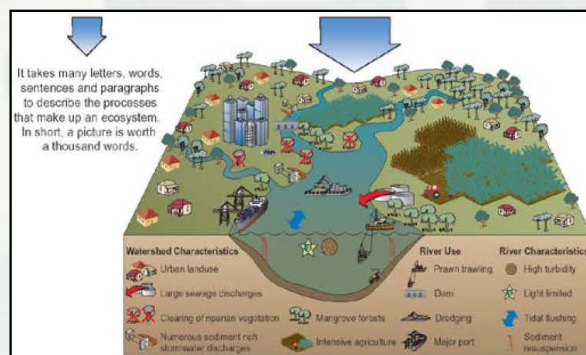 It takes many letters, words,
sentences and paragraphs
to describe the processes
that make up an ecosystem.
In short, a picture is worth
a thousand words.
Watershed Characteristics
Urban landuse
Large sewage discharges
Clearing of riparian vegetation
Numerous sediment rich
stormwater discharges
Mangrove forests
Intensive agriculture
River Use
Prawn trawling
Dam
Dredging
Major port
River Characteristics
High turbidity
Light limited
Tidal flushing
Sediment
resuspension